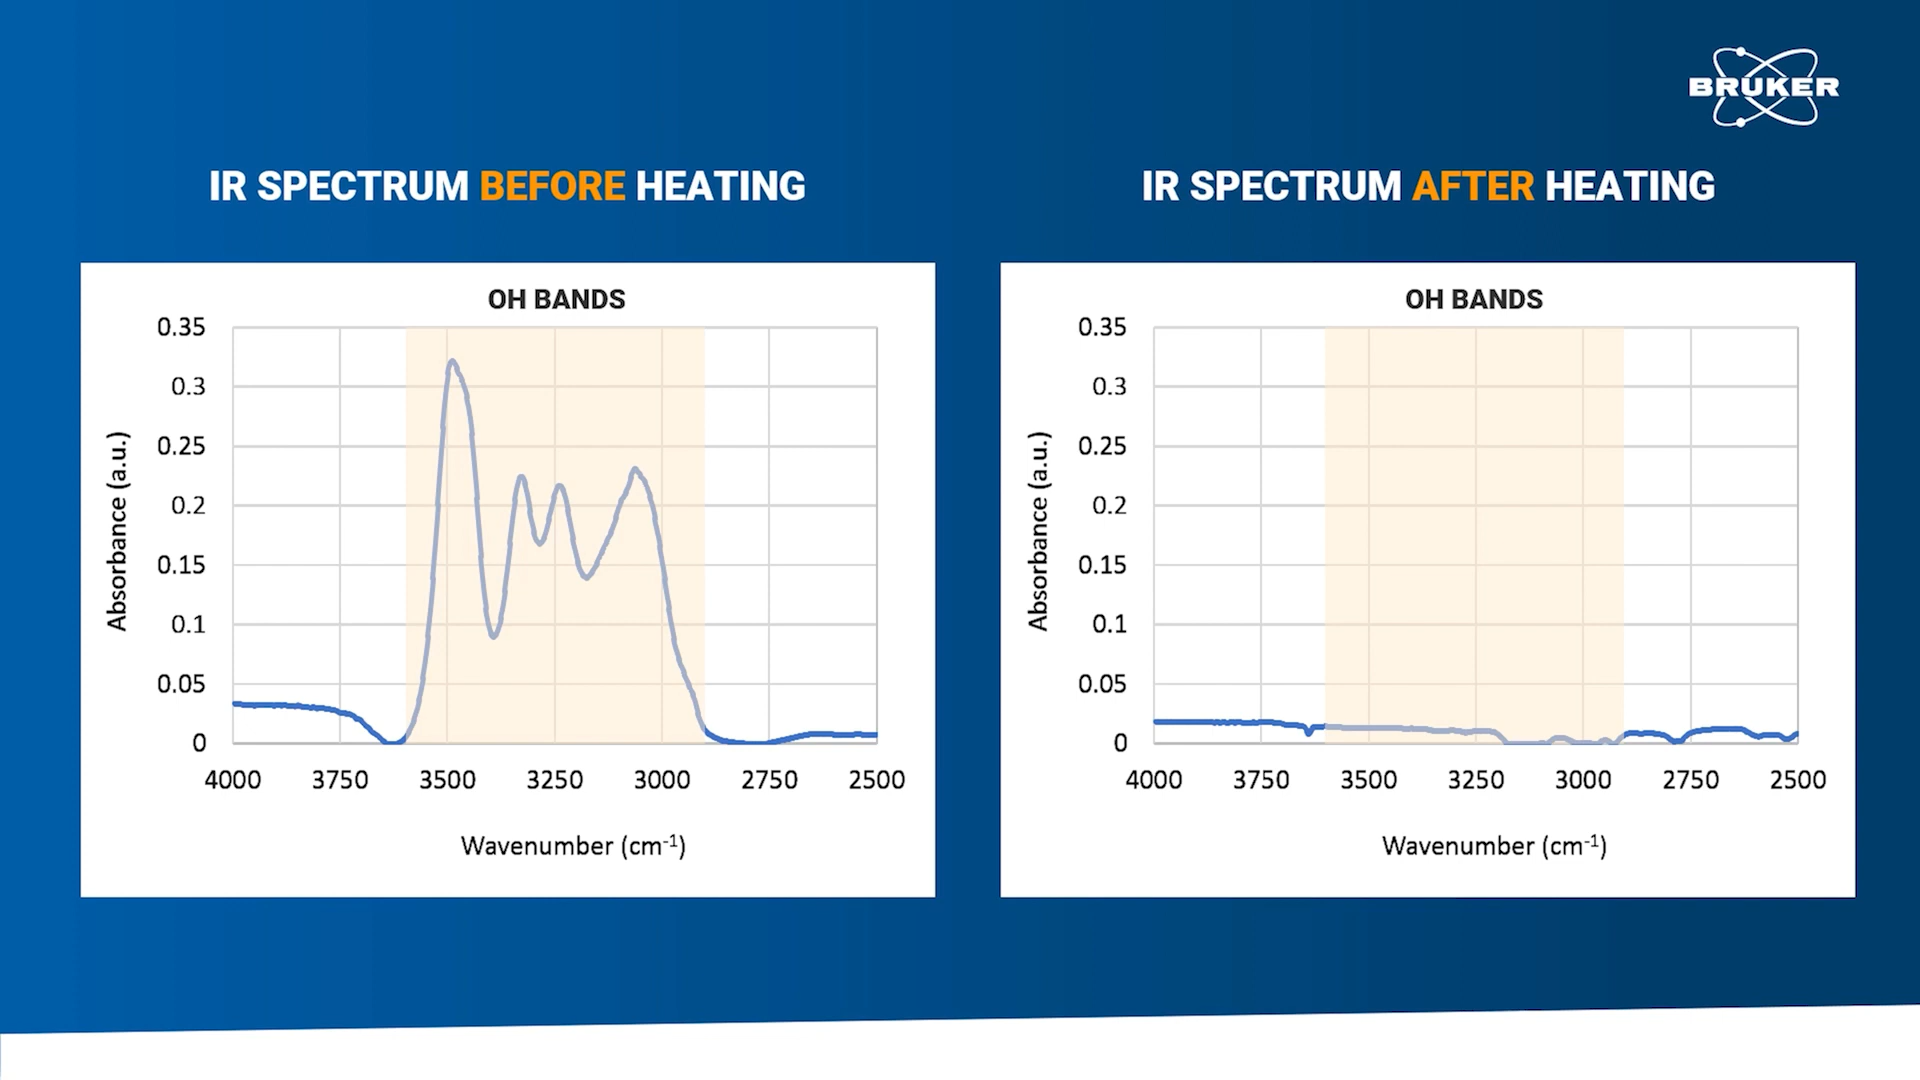 BRUKER
IR SPECTRUM BEFORE HEATING
OH BANDS
0.35
0.3
0.25
0.2
0.15
0.1
0.05
0
Absorbance (a.u.)
4000 3750 3500 3250 3000 2750 2500
Wavenumber (cm⁻¹)
IR SPECTRUM AFTER HEATING
OH BANDS
0.35
0.3
0.25
0.2
0.15
0.1
0.05
0
Absorbance (a.u.)
4000 3750 3500 3250 3000 2750 2500
Wavenumber (cm⁻¹)